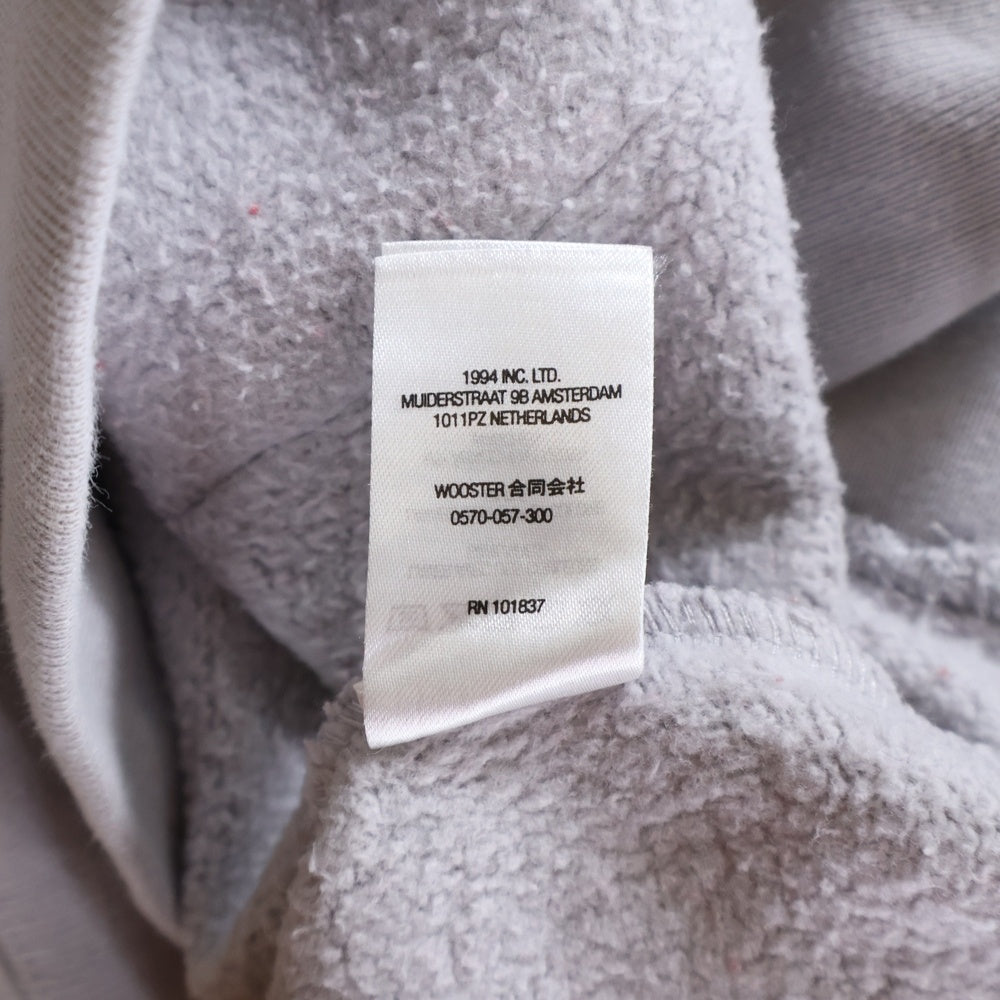 1994 INC. LTD.
MUIDERSTRAAT 9B AMSTERDAM
1011PZ NETHERLANDS
WOOSTER 合同会社
0570-057-300
RN 101837